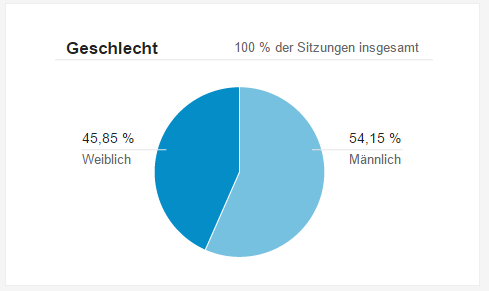 Geschlecht
100 % der Sitzungen insgesamt
45,85 %
Weiblich
54,15 %
Männlich